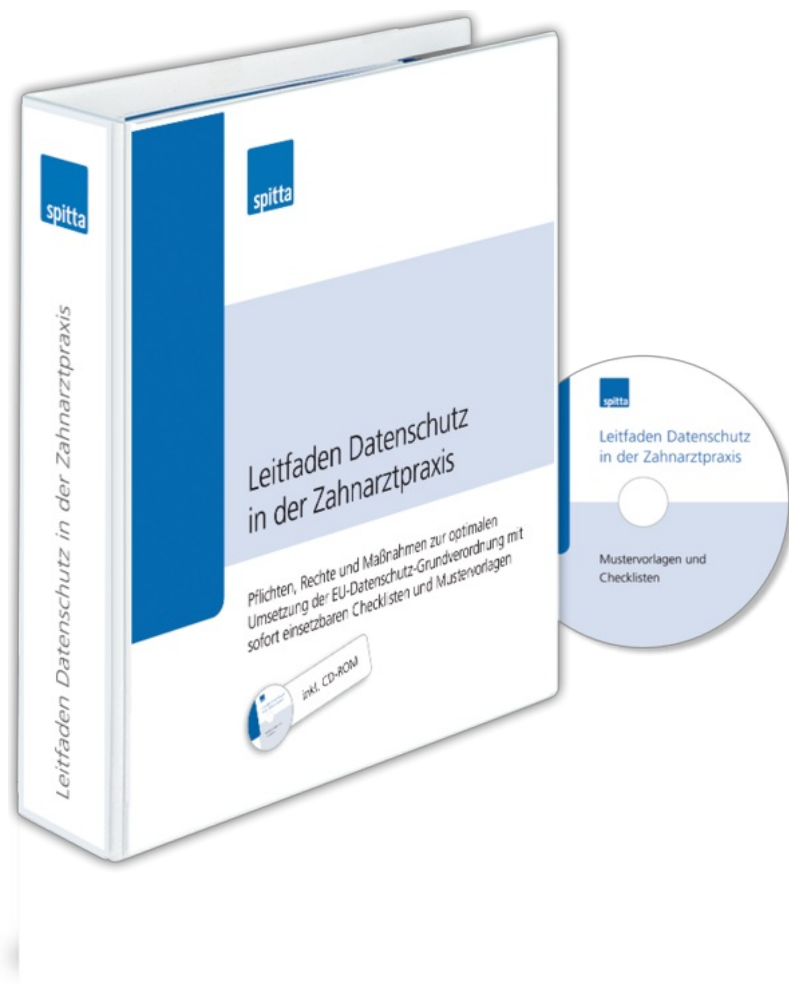 spitta
Leitfaden Datenschutz in der Zahnarztpraxis
spitta
Leitfaden Datenschutz
in der Zahnarztpraxis
Pflichten, Rechte und Maßnahmen zur optimalen
Umsetzung der EU-Datenschutz-Grundverordnung mit
sofort einsetzbaren Checklisten und Mustervorlagen
inkl. CD-ROM
spitta
Leitfaden Datenschutz
in der Zahnarztpraxis
Mustervorlagen und
Checklisten